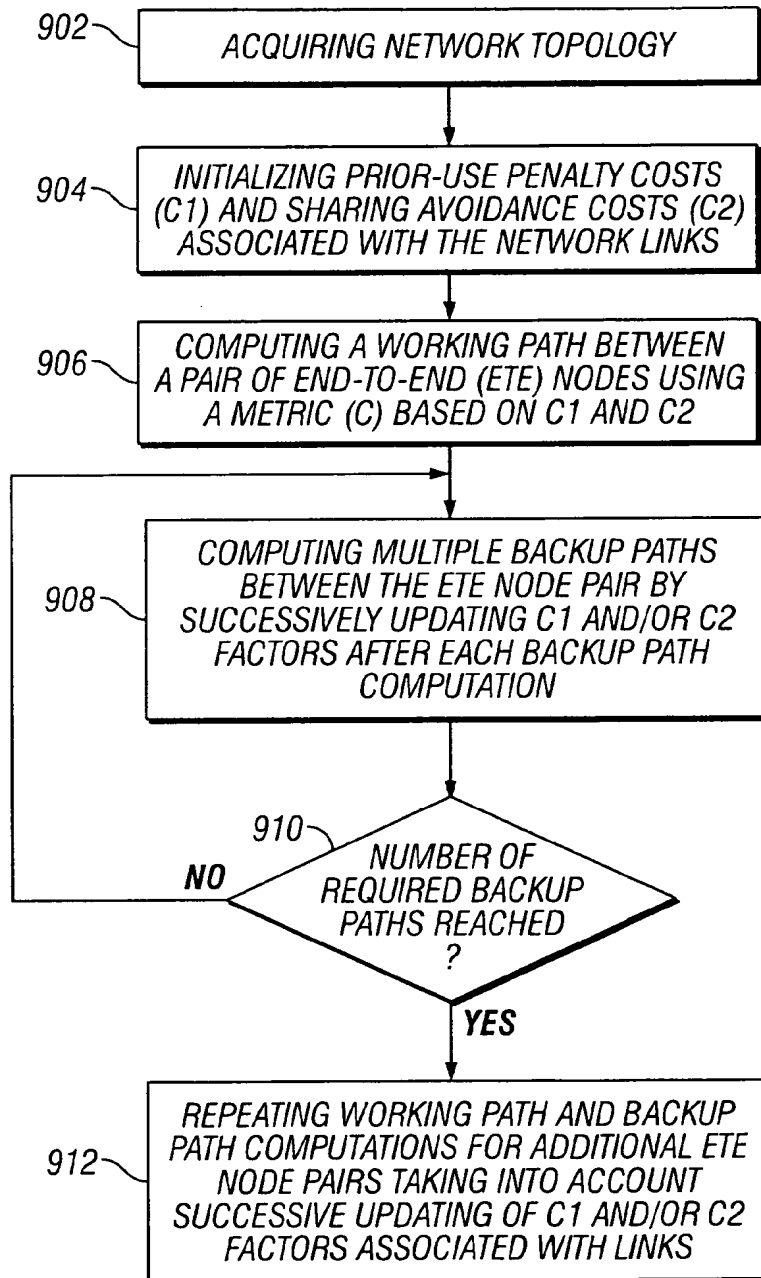 902
ACQUIRING NETWORK TOPOLOGY
904
INITIALIZING PRIOR-USE PENALTY COSTS
(C1) AND SHARING AVOIDANCE COSTS (C2)
ASSOCIATED WITH THE NETWORK LINKS
906
COMPUTING A WORKING PATH BETWEEN
A PAIR OF END-TO-END (ETE) NODES USING
A METRIC (C) BASED ON C1 AND C2
908
COMPUTING MULTIPLE BACKUP PATHS
BETWEEN THE ETE NODE PAIR BY
SUCCESSIVELY UPDATING C1 AND/OR C2
FACTORS AFTER EACH BACKUP PATH
COMPUTATION
910
NO
NUMBER OF
REQUIRED BACKUP
PATHS REACHED
?
YES
912
REPEATING WORKING PATH AND BACKUP
PATH COMPUTATIONS FOR ADDITIONAL ETE
NODE PAIRS TAKING INTO ACCOUNT
SUCCESSIVE UPDATING OF C1 AND/OR C2
FACTORS ASSOCIATED WITH LINKS